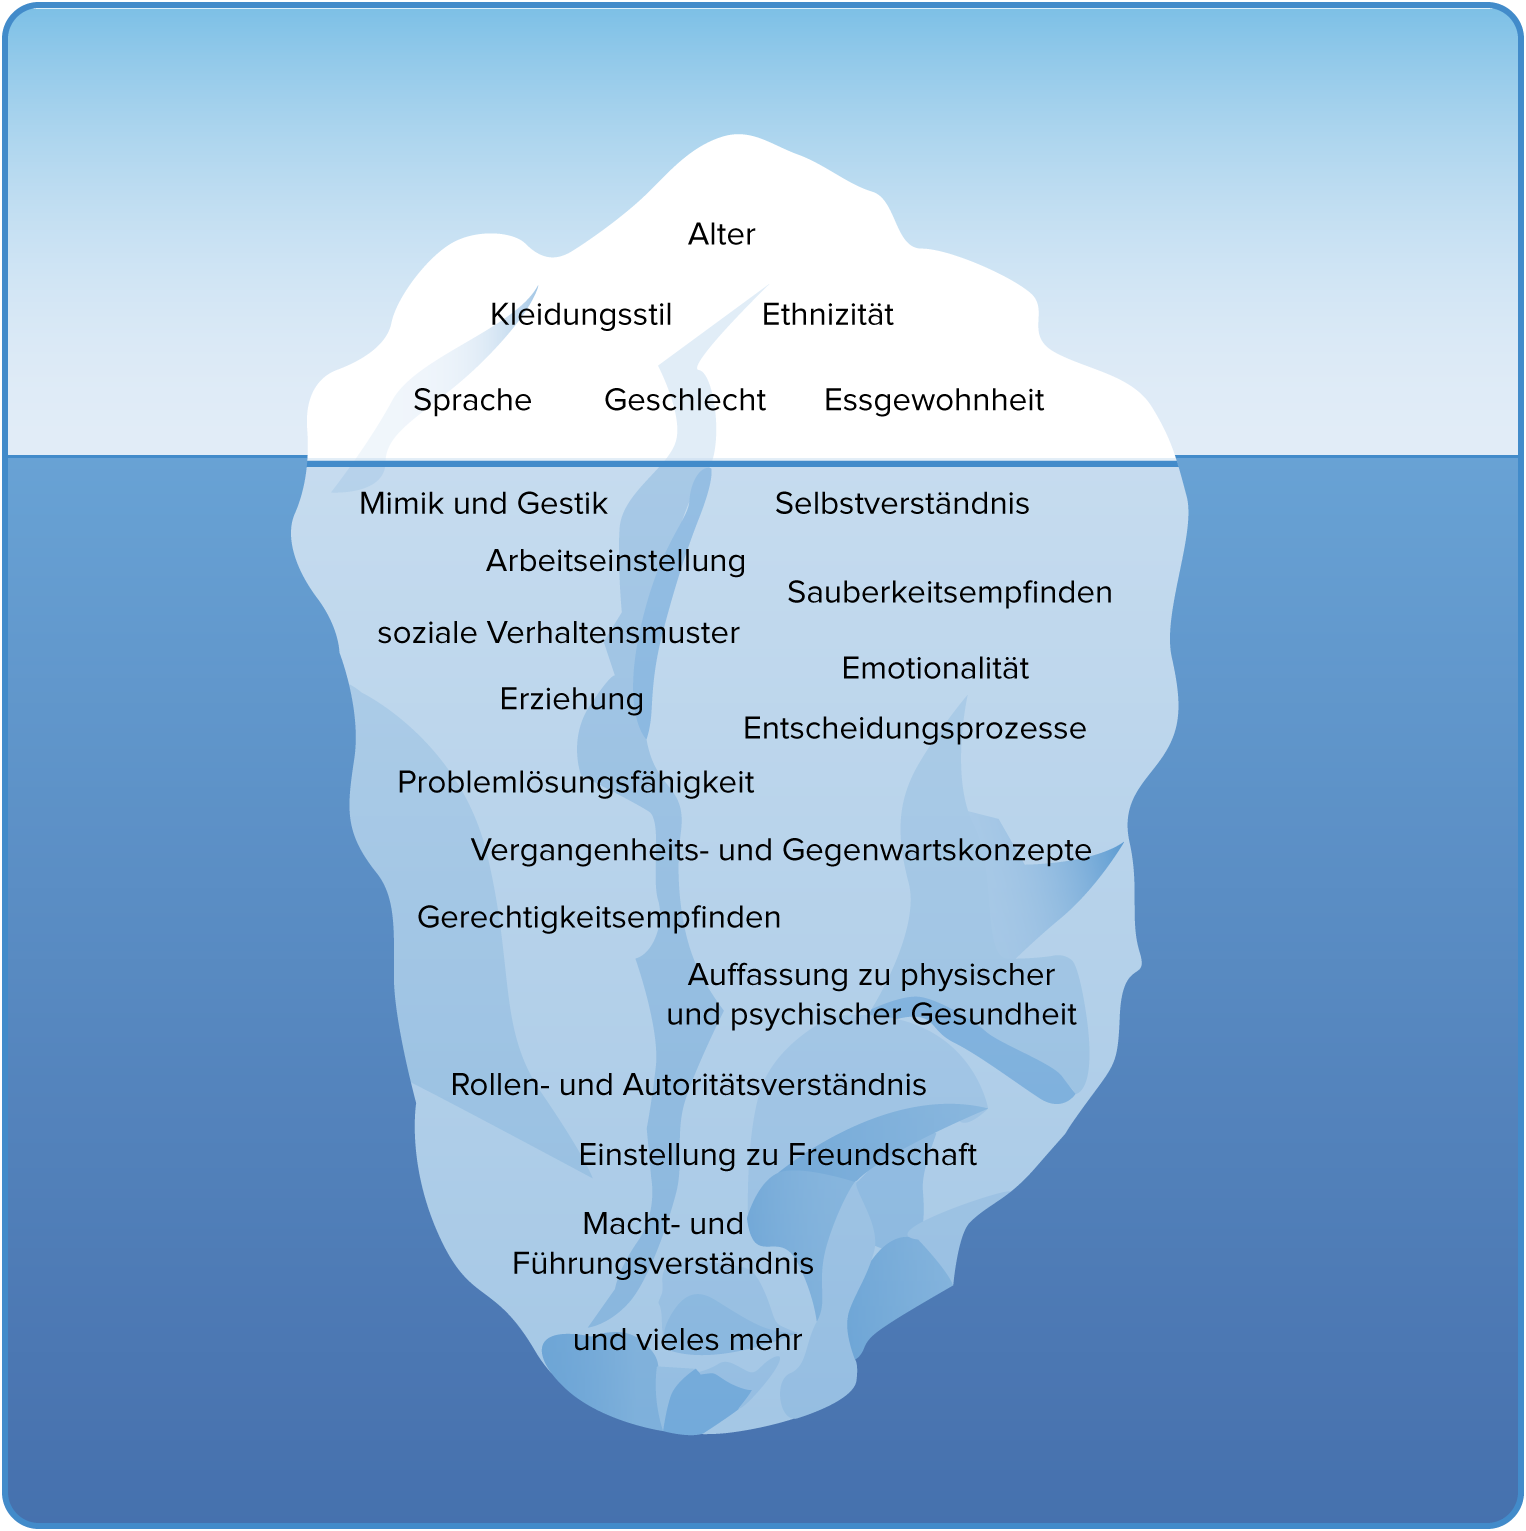 Alter
Kleidungsstil
Ethnizität
Sprache
Geschlecht
Essgewohnheit
Mimik und Gestik
Selbstverständnis
Arbeitseinstellung
Sauberkeitsempfinden
soziale Verhaltensmuster
Emotionalität
Erziehung
Entscheidungsprozesse
Problemlösungsfähigkeit
Vergangenheits- und Gegenwartskonzepte
Gerechtigkeitsempfinden
Auffassung zu physischer
und psychischer Gesundheit
Rollen- und Autoritätsverständnis
Einstellung zu Freundschaft
Macht- und
Führungsverständnis
und vieles mehr